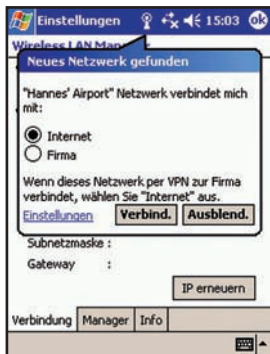 Einstellungen 15:03 ok
Wireless LAN Manager
Neues Netzwerk gefunden
"Hannes' Airport" Netzwerk verbindet mich
mit:
Internet
Firma
Wenn dieses Netzwerk per VPN zur Firma
verbindet, wählen Sie "Internet" aus.
Einstellungen Verbind. Ausblend.
Subnetzmaske :
Gateway :
IP erneuern
Verbindung Manager Info